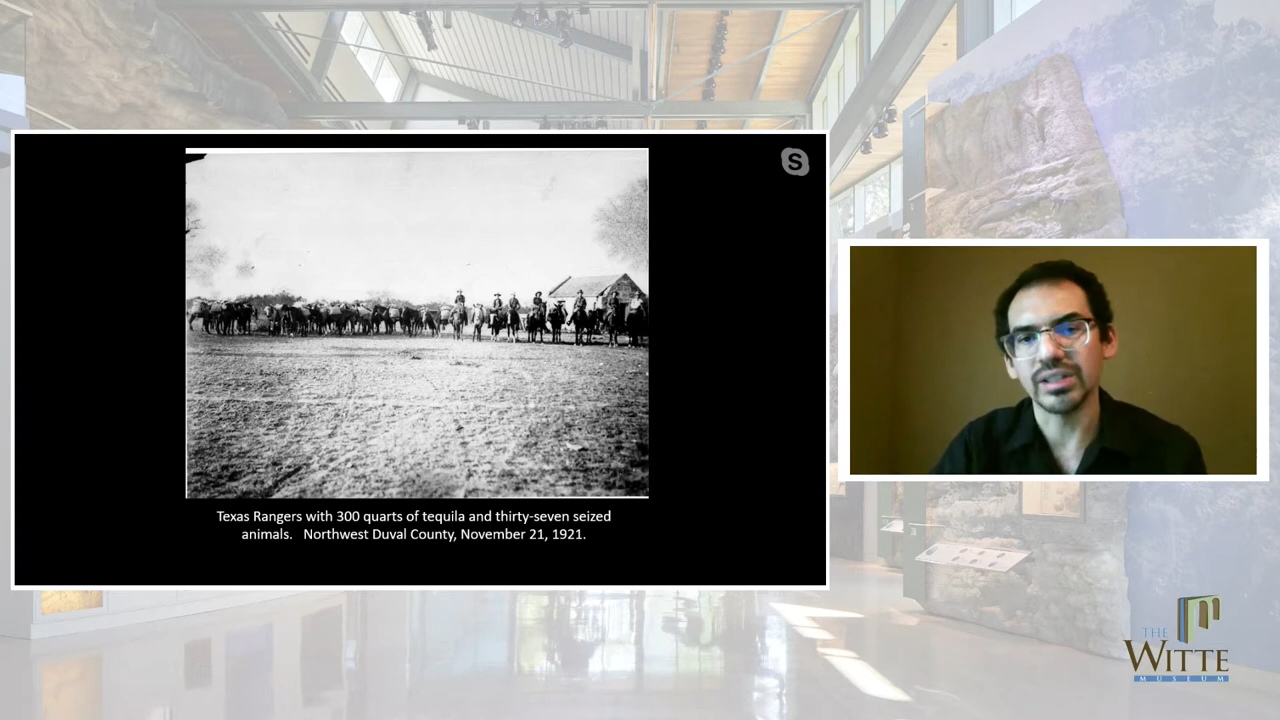 S
Texas Rangers with 300 quarts of tequila and thirty-seven seized
animals.   Northwest Duval County, November 21, 1921.
THE
WITTE
MUSEUM